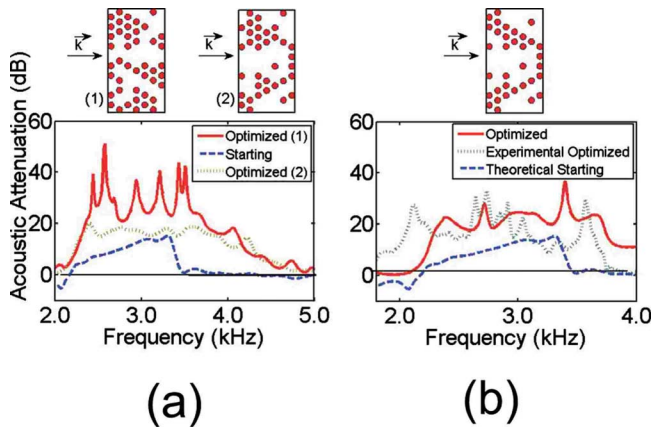 k
(1)
k
(2)
k
Acoustic Attenuation (dB)
60
40
20
0
Optimized (1)
Starting
Optimized (2)
2.0 3.0 4.0 5.0
Frequency (kHz)
60
40
20
0
Optimized
Experimental Optimized
Theoretical Starting
2.0 3.0 4.0
Frequency (kHz)
(a)
(b)